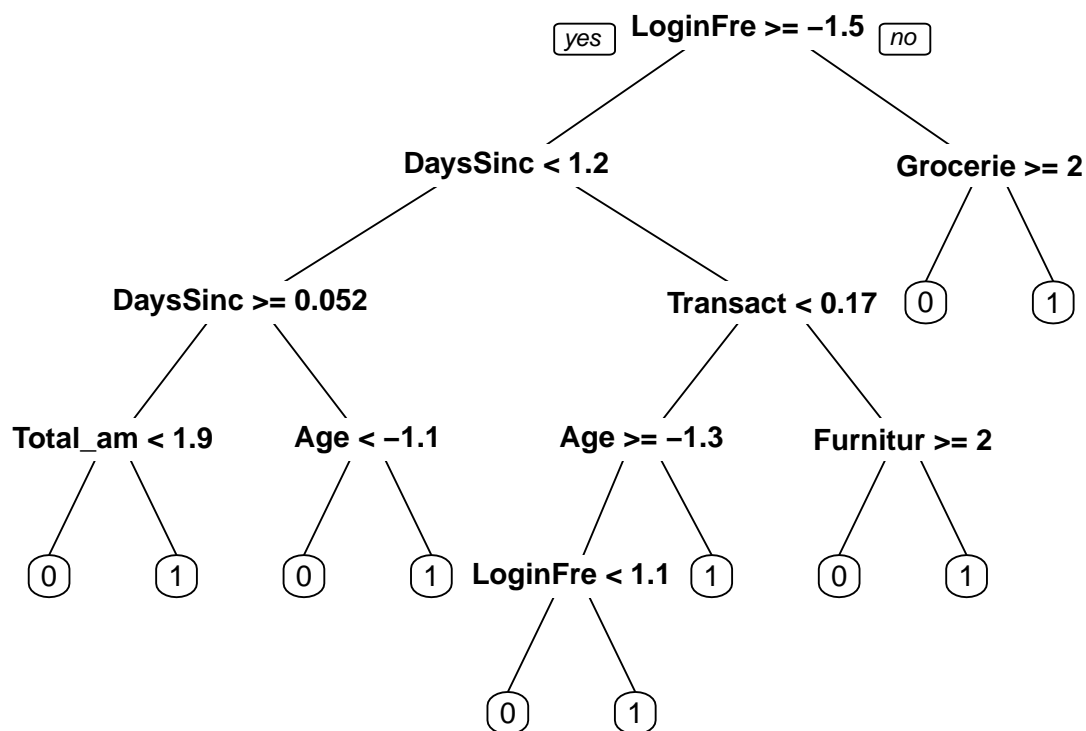 yes LoginFre >= −1.5 no
DaysSinc < 1.2 Grocerie >= 2
DaysSinc >= 0.052 Transact < 0.17 0 1
Total_am < 1.9 Age < −1.1 Age >= −1.3 Furnitur >= 2
0 1 0 1 LoginFre < 1.1 1 0 1
0 1